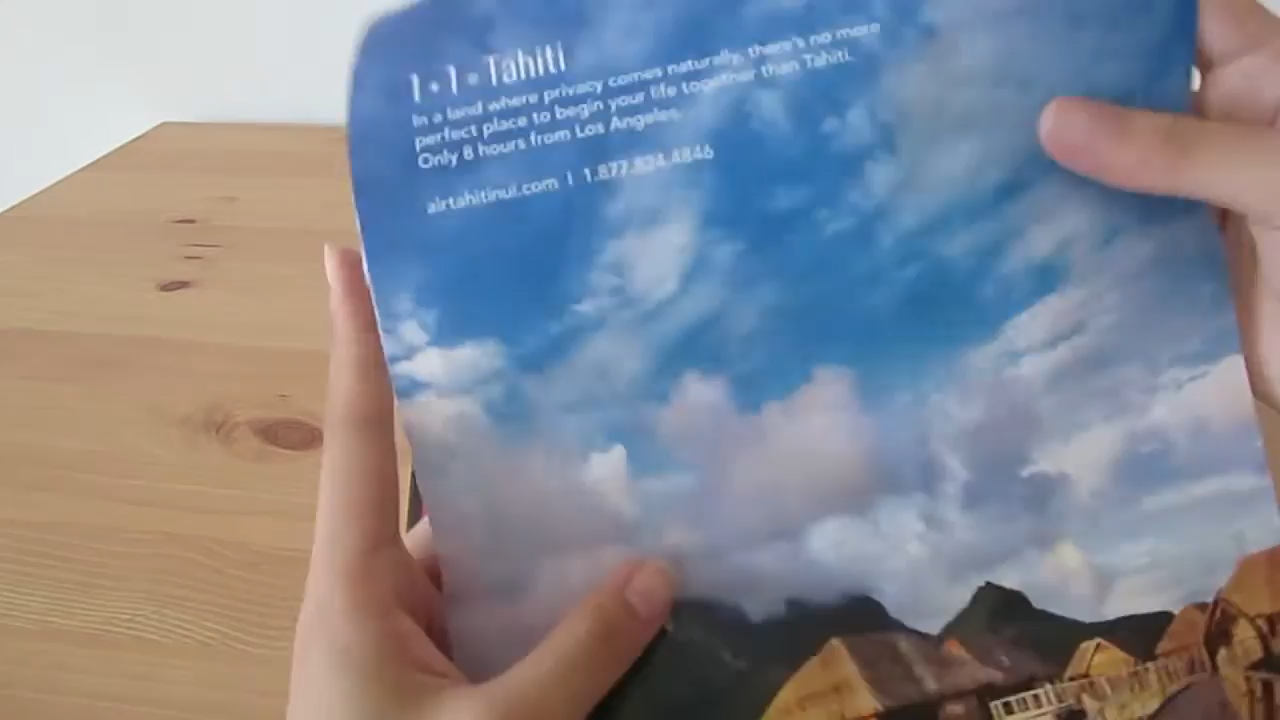 1 • 1 = Tahiti
In a land where privacy comes naturally, there's no more
perfect place to begin your life together than Tahiti.
Only 8 hours from Los Angeles.
airtahitinui.com | 1.877.834.4846